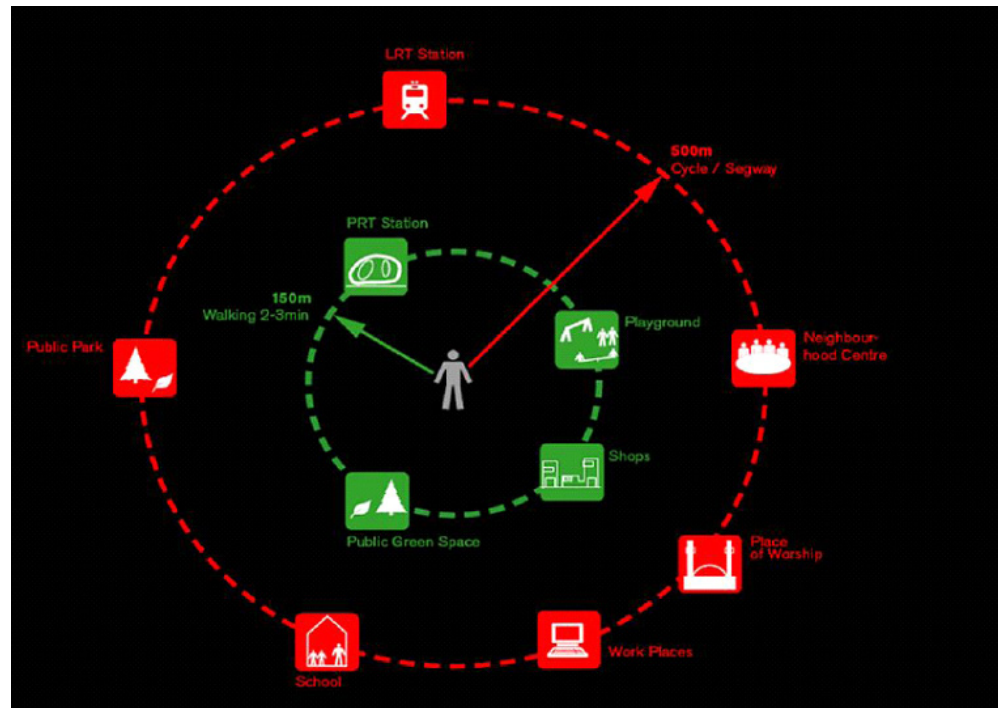 LRT Station
500m
Cycle / Segway
PRT Station
150m
Walking 2-3min
Playground
Public Park
Neighbour-
hood Centre
Shops
Public Green Space
Place
of Worship
Work Places
School